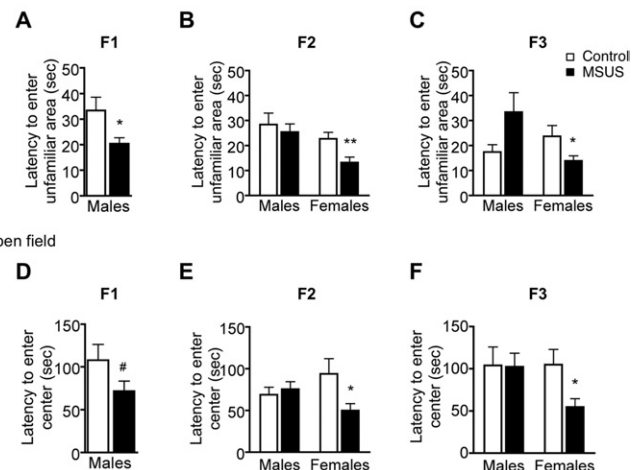 A
B
C
F1
F2
F3
Control
MSUS
Latency to enter
unfamiliar area (sec)
50
40
30
20
10
0
*
Males
Latency to enter
unfamiliar area (sec)
50
40
30
20
10
0
**
Males Females
Latency to enter
unfamiliar area (sec)
50
40
30
20
10
0
*
Males Females
pen field
D
E
F
F1
F2
F3
Latency to enter
center (sec)
150
100
50
0
#
Males
Latency to enter
center (sec)
150
100
50
0
*
Males Females
Latency to enter
center (sec)
150
100
50
0
*
Males Females